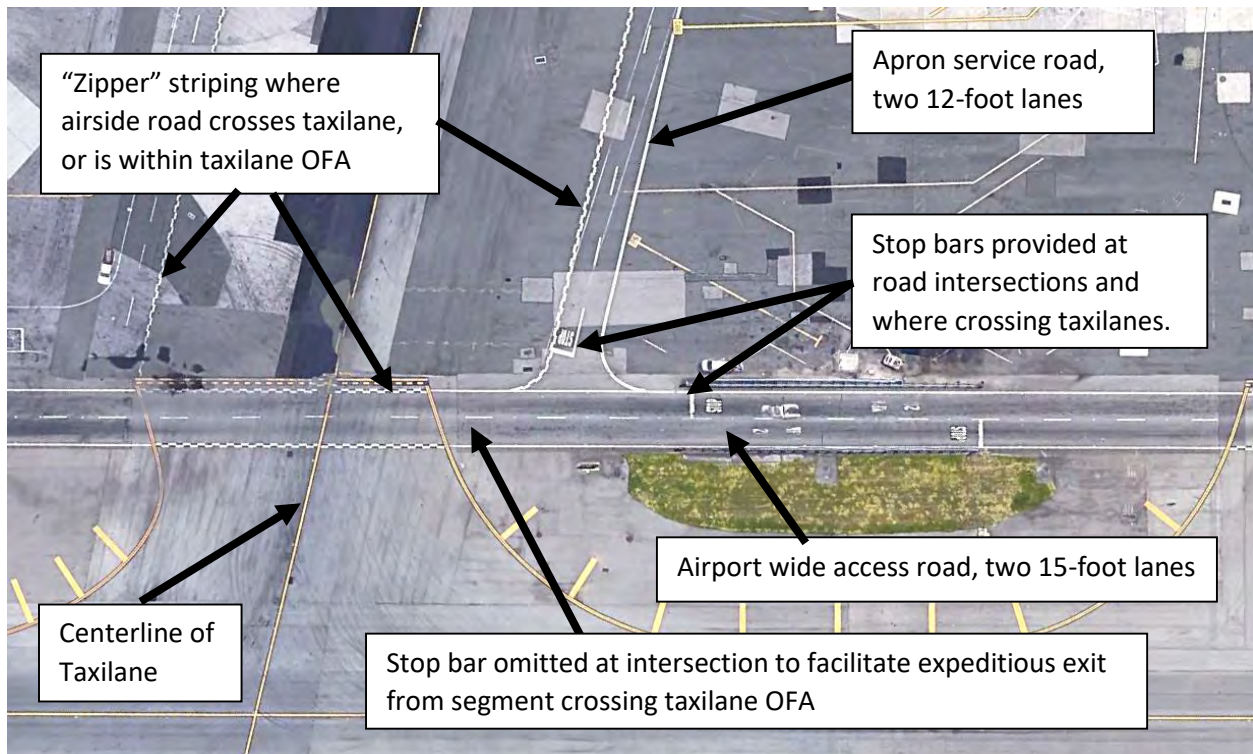 “Zipper” striping where
airside road crosses taxilane,
or is within taxilane OFA
Apron service road,
two 12-foot lanes
Stop bars provided at
road intersections and
where crossing taxilanes.
STOP
Airport wide access road, two 15-foot lanes
Centerline of
Taxilane
Stop bar omitted at intersection to facilitate expeditious exit
from segment crossing taxilane OFA